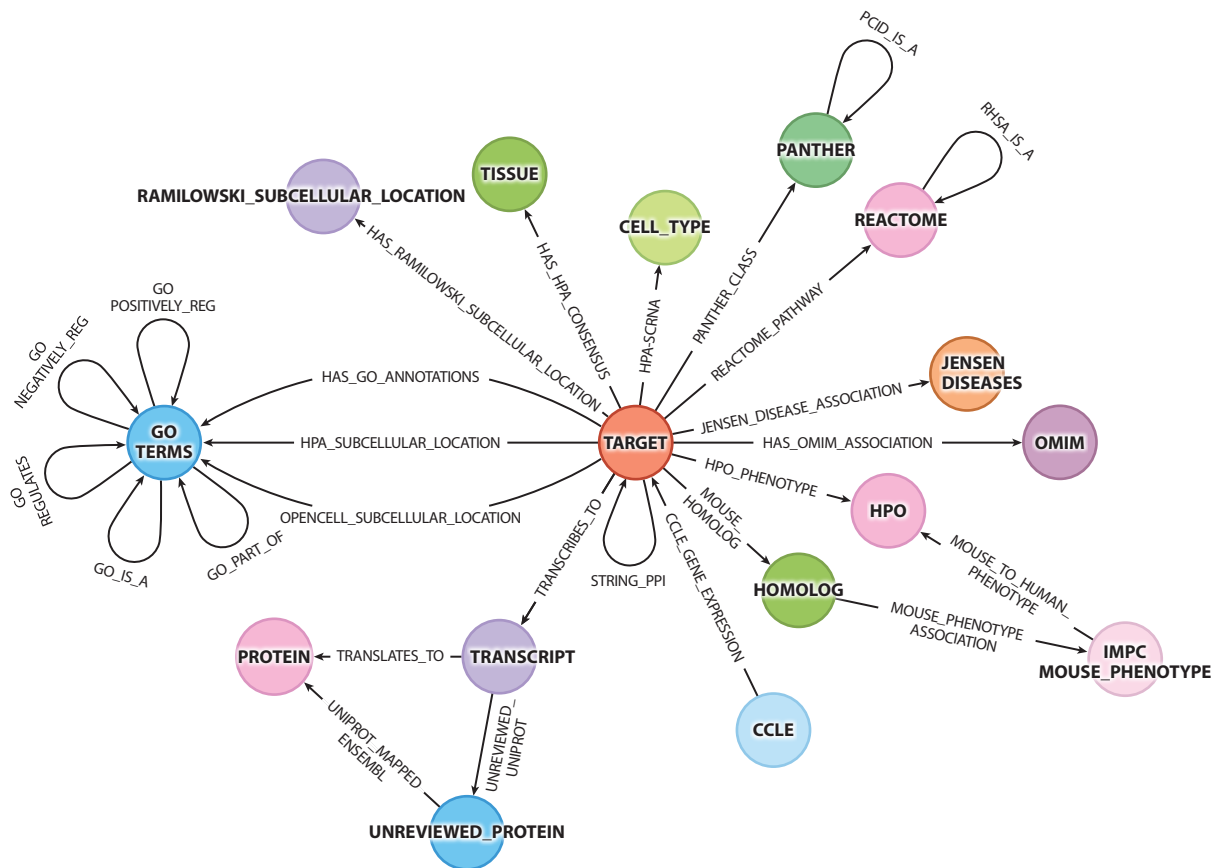 PCID_IS_A
RHSA_IS_A
PANTHER
TISSUE
RAMILOWSKI_SUBCELLULAR_LOCATION
REACTOME
CELL_TYPE
HAS_RAMILOWSKI_SUBCELLULAR_LOCATION
HAS_HPA_CONSENSUS
HPA-SCRNA
PANTHER_CLASS
REACTOME_PATHWAY
GO
POSITIVELY_REG
GO
NEGATIVELY_REG
JENSEN
DISEASES
HAS_GO_ANNOTATIONS
JENSEN_DISEASE_ASSOCIATION
GO
TERMS
HPA_SUBCELLULAR_LOCATION
TARGET
HAS_OMIM_ASSOCIATION
OMIM
GO
REGULATES
HPO_PHENOTYPE
HPO
OPENCELL_SUBCELLULAR_LOCATION
MOUSE_
HOMOLOG
GO_IS_A
GO_PART_OF
TRANSCRIBES_TO
STRING_PPI
CCLE_GENE_EXPRESSION
HOMOLOG
MOUSE_TO_HUMAN_
PHENOTYPE
MOUSE_PHENOTYPE
ASSOCIATION
PROTEIN
TRANSLATES_TO
TRANSCRIPT
IMPC
MOUSE_PHENOTYPE
UNIPROT_MAPPED
ENSEMBL
UNREVIEWED_
UNIPROT
CCLE
UNREVIEWED_PROTEIN